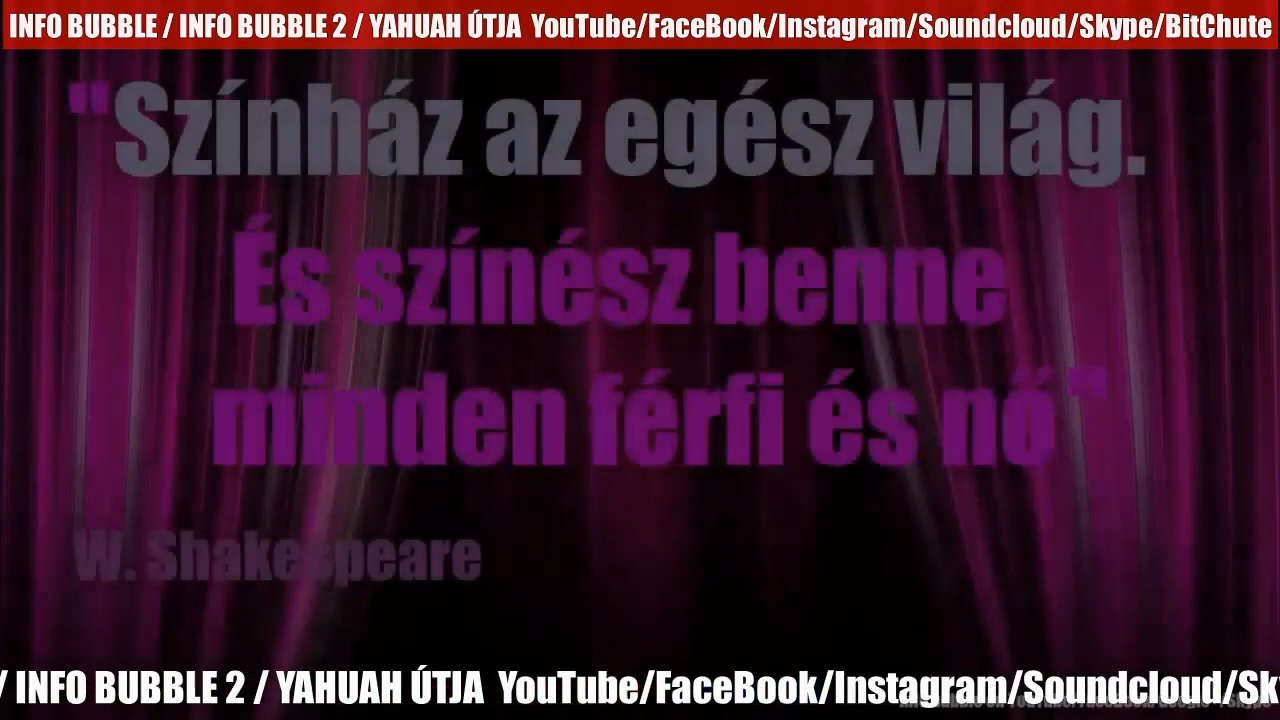 INFO BUBBLE / INFO BUBBLE 2 / YAHUAH ÚTJA YouTube/FaceBook/Instagram/Soundcloud/Skype/BitChute
"Színház az egész világ.
És színész benne
minden férfi és nő"
W. Shakespeare
/ INFO BUBBLE 2 / YAHUAH ÚTJA YouTube/FaceBook/Instagram/Soundcloud/Sk